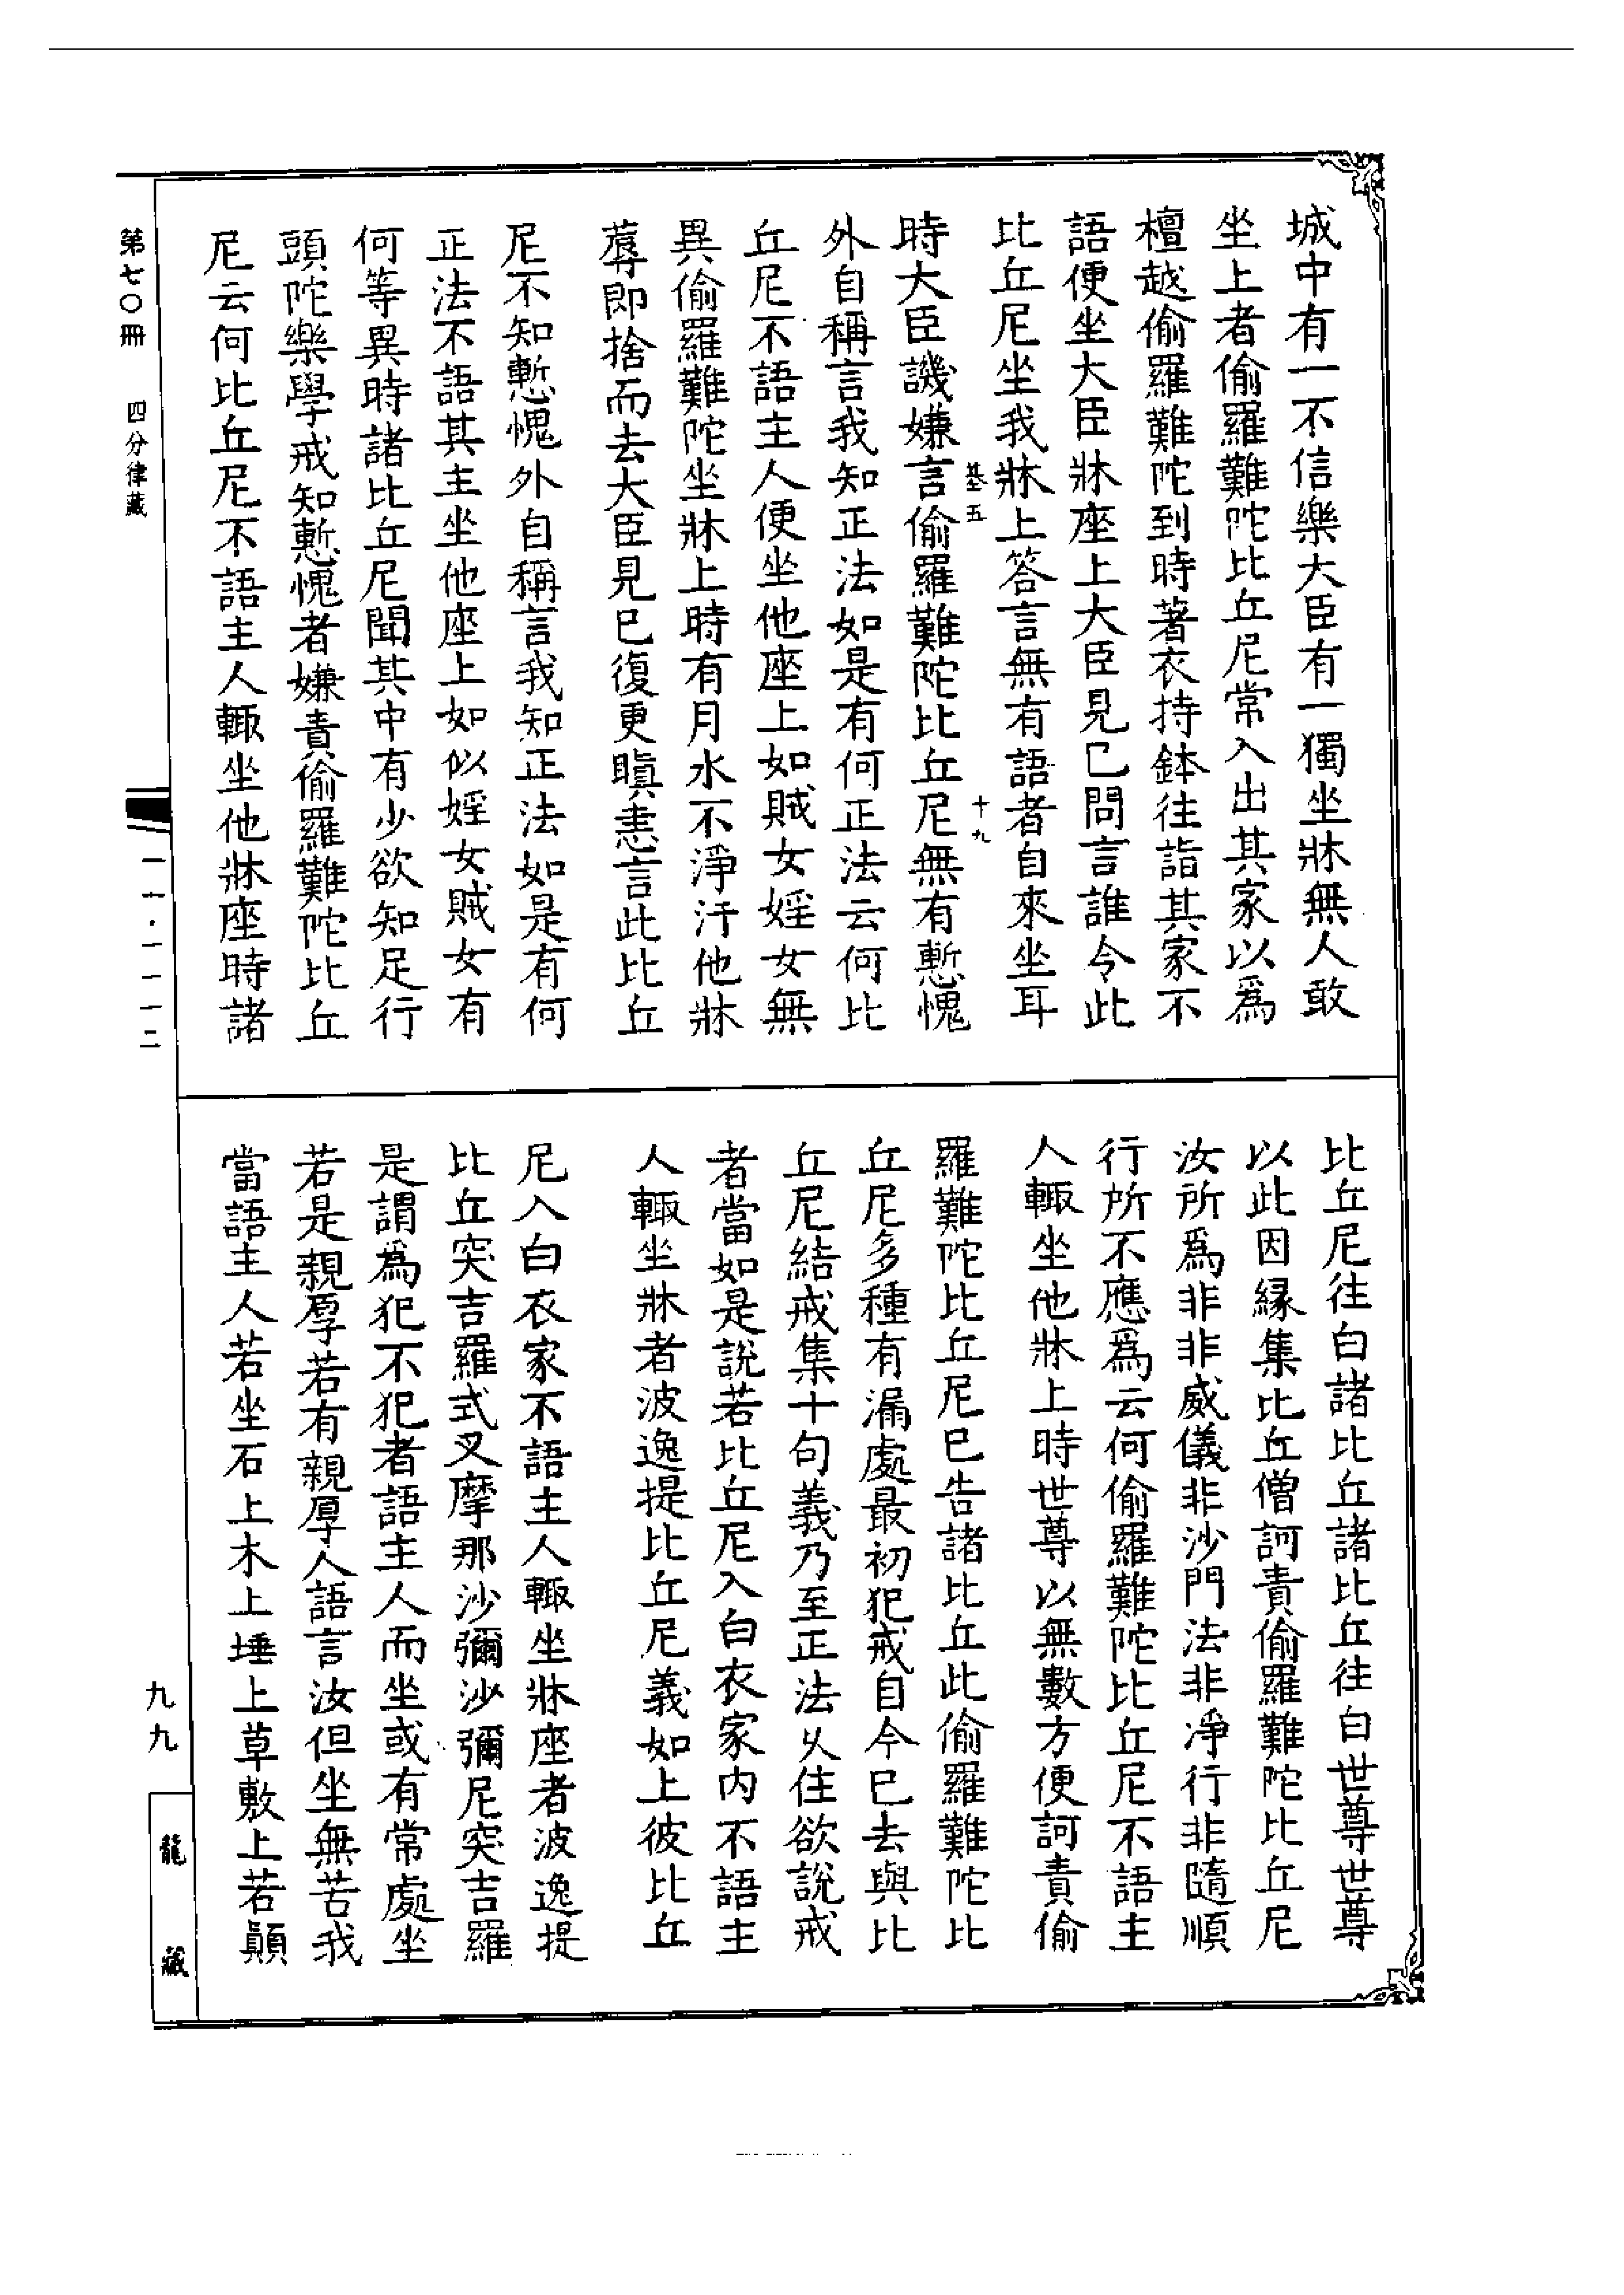 城中有一不信樂大臣有一獨坐牀無人敢
坐上者偷羅難陀比丘尼常入出其家以爲
檀越偷羅難陀到時著衣持鉢往詣其家不
語便坐大臣牀座上大臣見已問言誰令此
比丘尼坐我牀上答言無有語者自來坐耳
基五 十九
時大臣譏嫌言偷羅難陀比丘尼無有慙愧
外自稱言我知正法如是有何正法云何比
丘尼不語主人便坐他座上如賊女婬女無
異偷羅難陀坐牀上時有月水不淨汙他牀
蓐即捨而去大臣見已復更瞋恚言此比丘
尼不知慙愧外自稱言我知正法如是有何
正法不語其主坐他座上如似婬女賊女有
何等異時諸比丘尼聞其中有少欲知足行
頭陀樂學戒知慙愧者嫌責偷羅難陀比丘
尼云何比丘尼不語主人輙坐他牀座時諸
比丘尼往白諸比丘諸比丘往白世尊世尊
以此因緣集比丘僧訶責偷羅難陀比丘尼
汝所爲非非威儀非沙門法非淨行非隨順
行所不應爲云何偷羅難陀比丘尼不語主
人輙坐他牀上時世尊以無數方便訶責偷
羅難陀比丘尼已告諸比丘此偷羅難陀比
丘尼多種有漏處最初犯戒自今已去與比
丘尼結戒集十句義乃至正法乆住欲說戒
者當如是說若比丘尼入白衣家内不語主
人輙坐牀者波逸提比丘尼義如上彼比丘
尼入白衣家不語主人輙坐牀座者波逸提
比丘突吉羅式叉摩那沙彌沙彌尼突吉羅
是謂爲犯不犯者語主人而坐或有常處坐
若是親厚若有親厚人語言汝但坐無苦我
當語主人若坐石上木上埵上草敷上若顚
第七〇冊 四分律藏
一一·一一一二
九九
龍藏